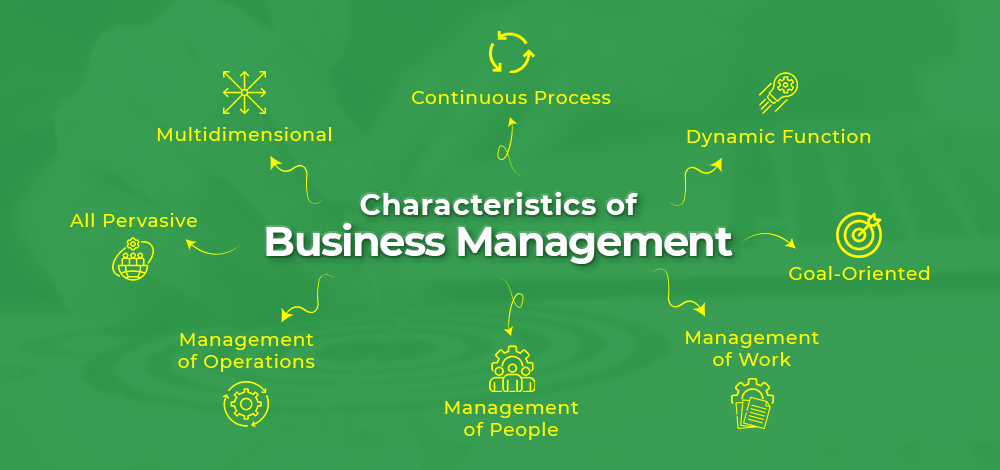 Continuous Process
Multidimensional
Dynamic Function
Characteristics of
Business Management
All Pervasive
Goal-Oriented
Management
of Operations
Management
of People
Management
of Work